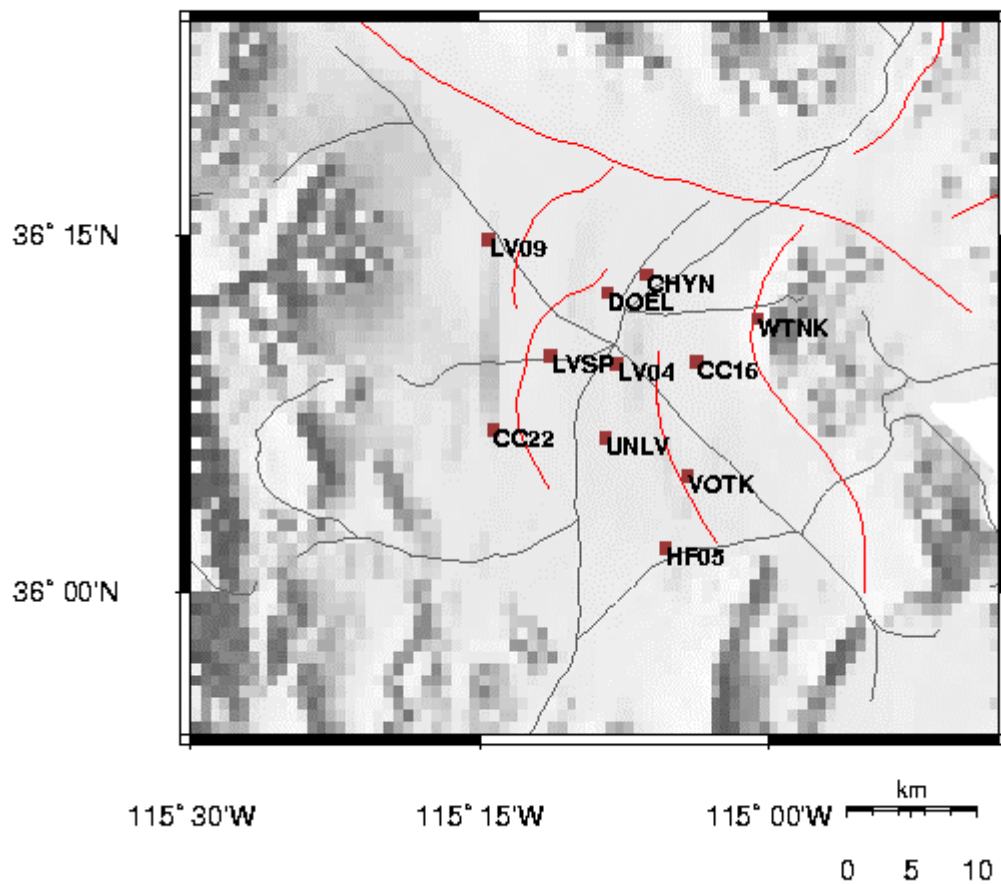 36° 15'N
LV09
CHYN
DOEL
WTNK
LVSP
LV04
CC16
CC22
UNLV
VOTK
HF05
36° 00'N
115° 30'W
115° 15'W
115° 00'W
km
0 5 10